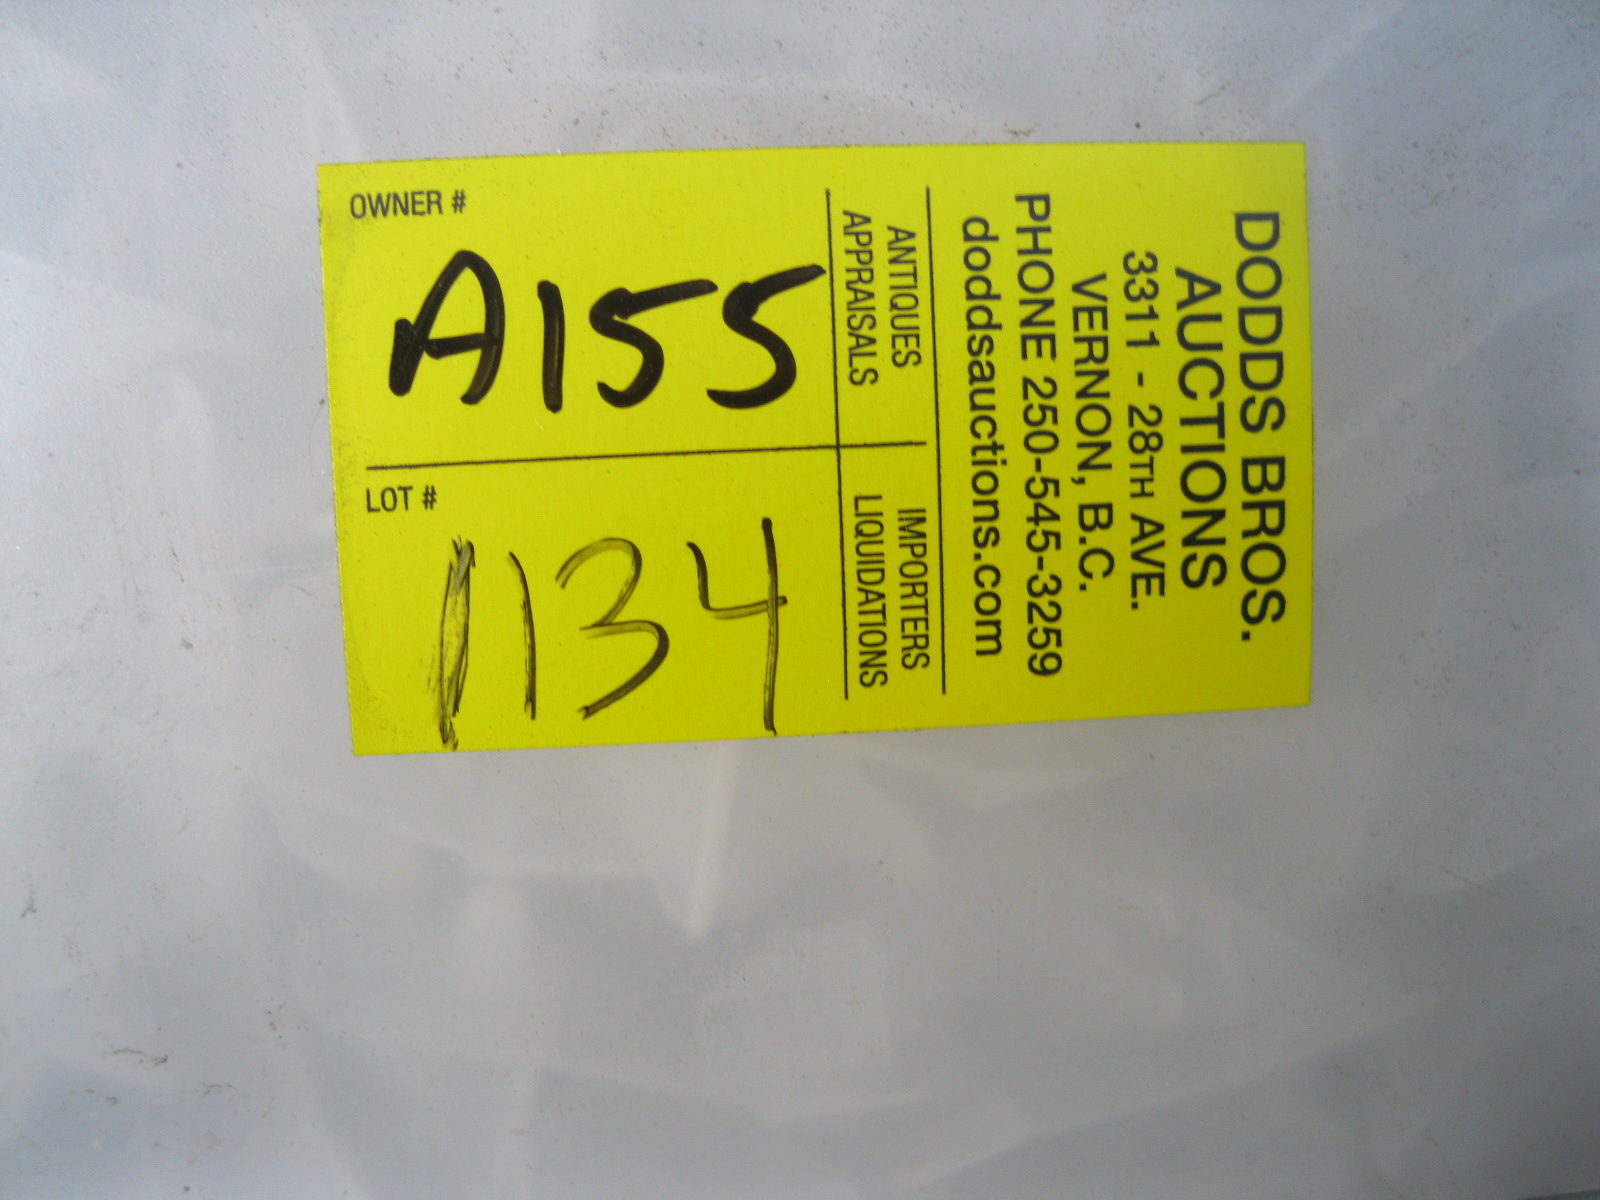 DODDS BROS.
AUCTIONS
3311 - 28TH AVE.
VERNON, B.C.
PHONE 250-545-3259
doddsauctions.com
ANTIQUES
APPRAISALS
IMPORTERS
LIQUIDATIONS
OWNER #
A155
LOT #
1134